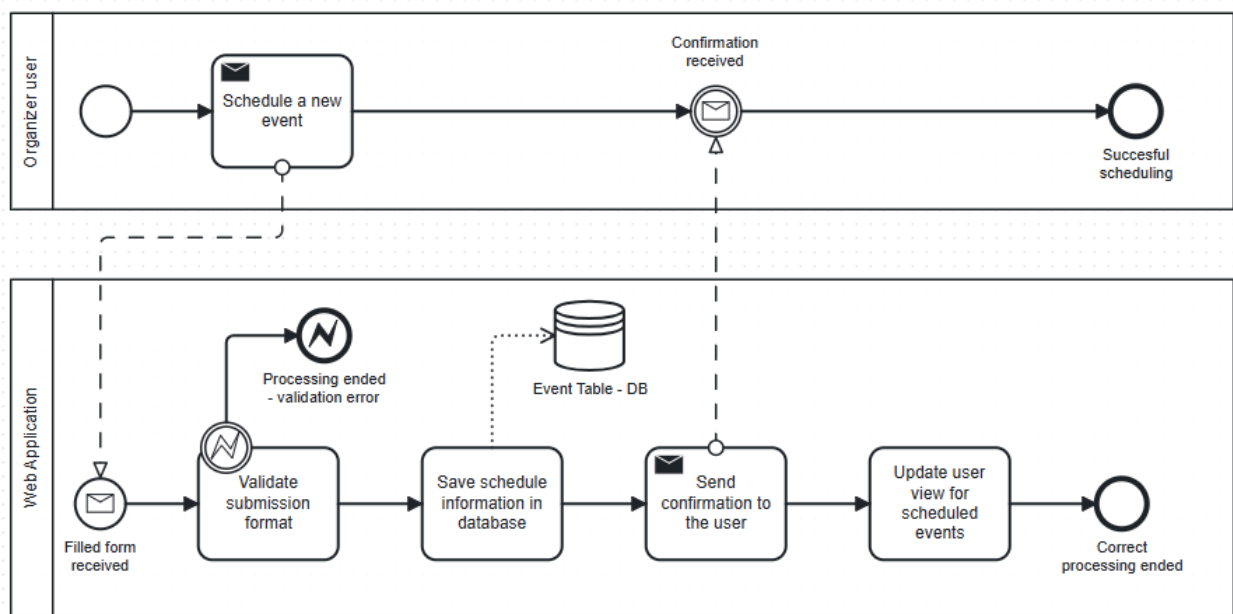 Organizer user
Schedule a new
event
Confirmation
received
Succesful
scheduling
Web Application
Processing ended
- validation error
Event Table - DB
Filled form
received
Validate
submission
format
Save schedule
information in
database
Send
confirmation to
the user
Update user
view for
scheduled
events
Correct
processing ended